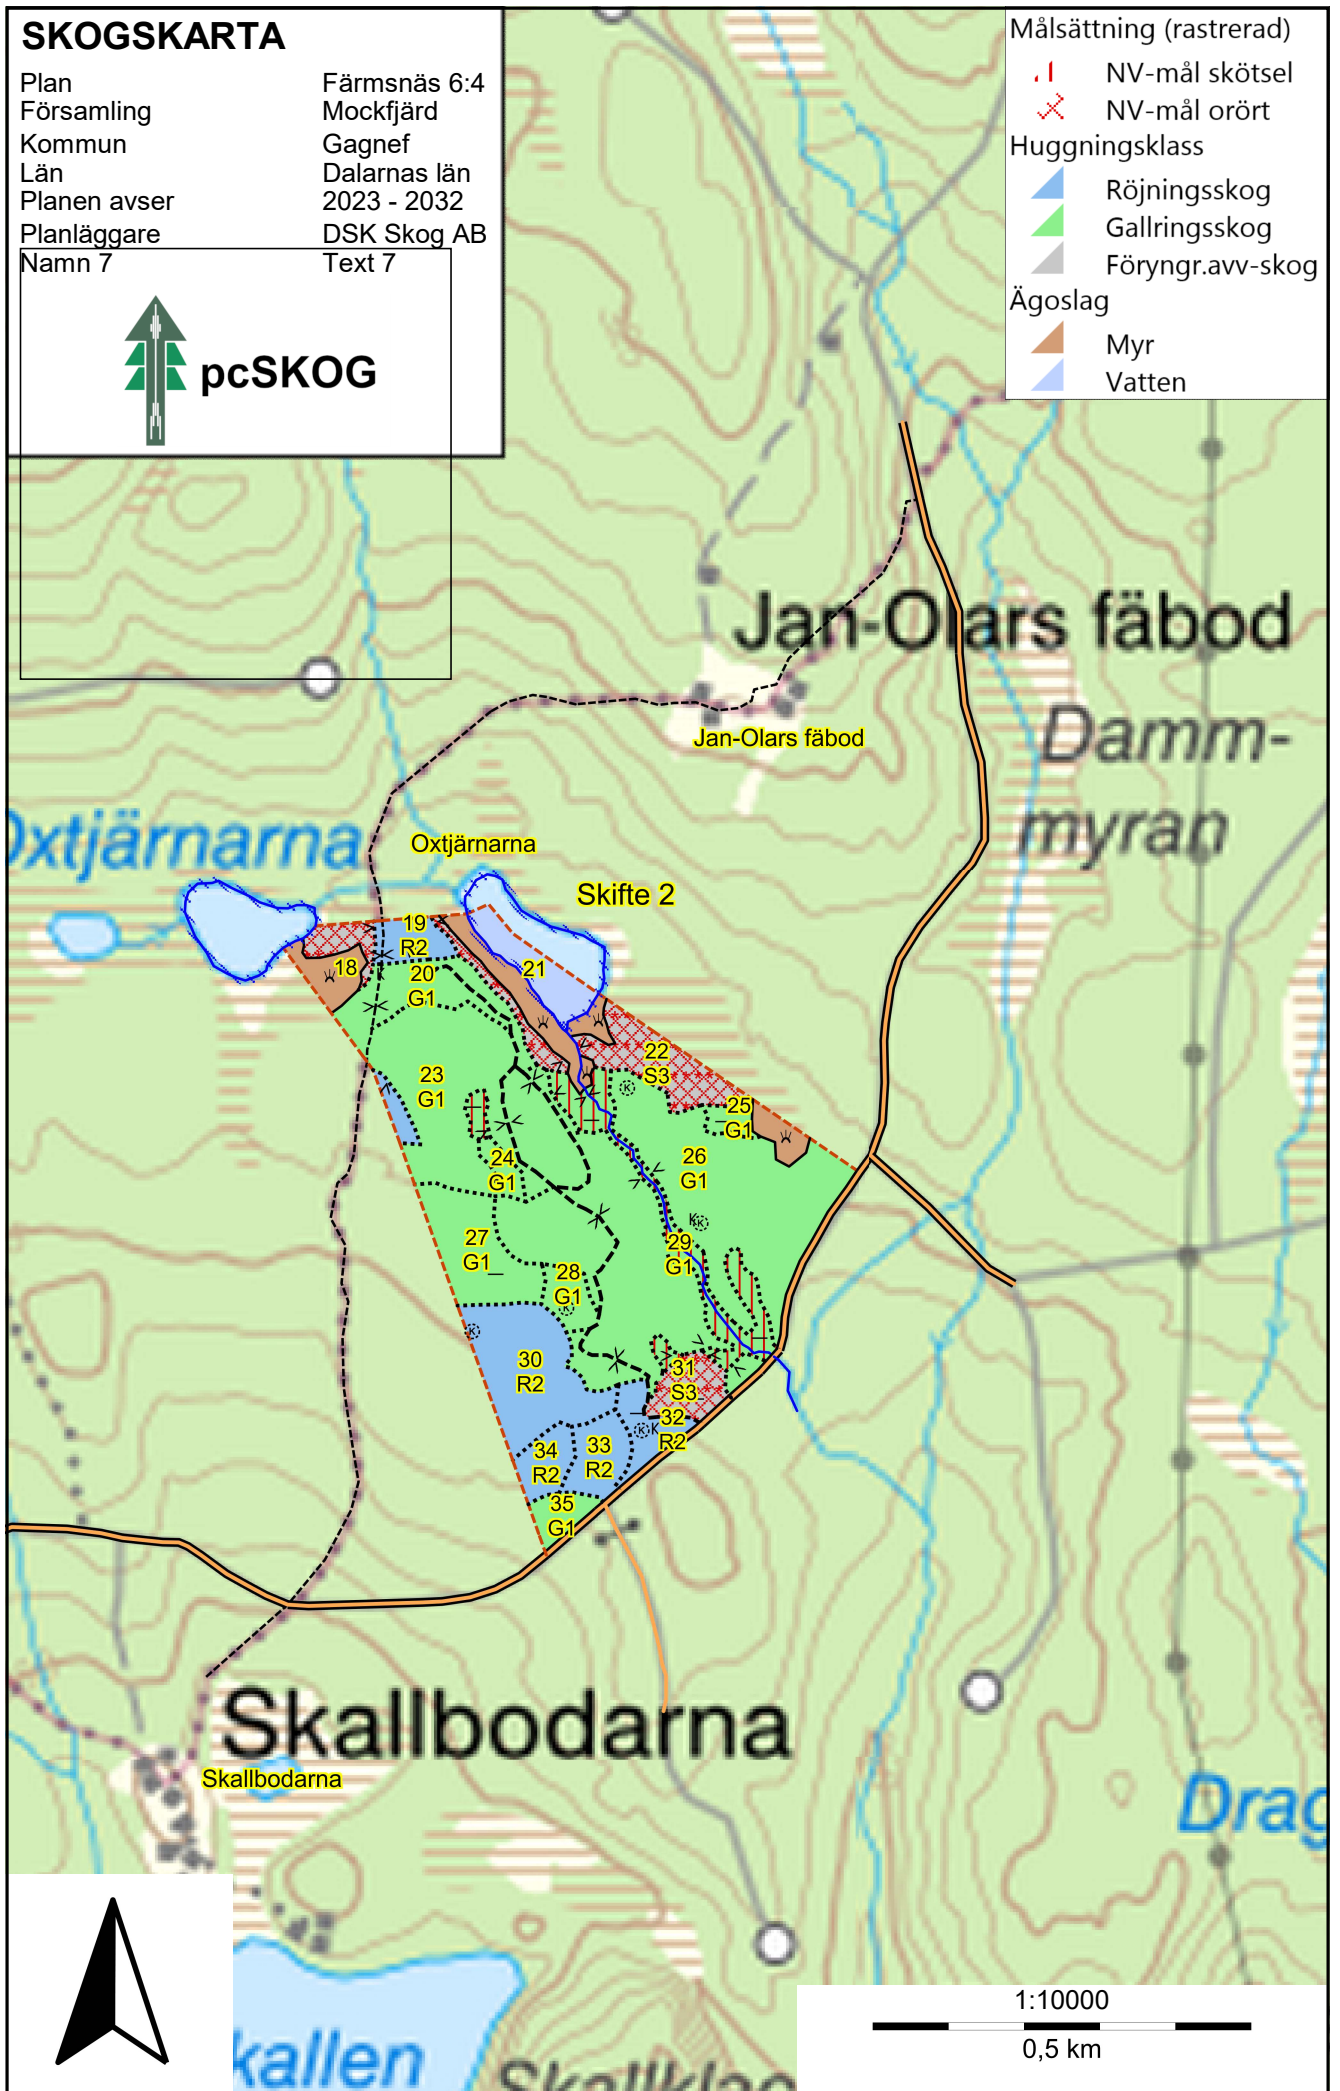 SKOGSKARTA
Plan Färmsnäs 6:4
Församling Mockfjärd
Kommun Gagnef
Län Dalarnas län
Planen avser 2023 - 2032
Planläggare DSK Skog AB
Namn 7 Text 7
pcSKOG
Målsättning (rastrerad)
NV-mål skötsel
NV-mål orört
Huggningsklass
Röjningsskog
Gallringsskog
Föryngr.avv-skog
Ägoslag
Myr
Vatten
Jan-Olars fäbod
Jan-Olars fäbod
Damm-
myran
Oxtjärnarna
Oxtjärnarna
Skifte 2
19
R2
18
20
G1
21
22
S3
23
G1
25
G1
24
G1
26
G1
27
G1
29
G1
28
G1
K
K
K
K
K
30
R2
31
S3
32
R2
K
K
33
R2
34
R2
35
G1
Skallbodarna
Skallbodarna
Drag
kallen
Skallklac
1:10000
0,5 km